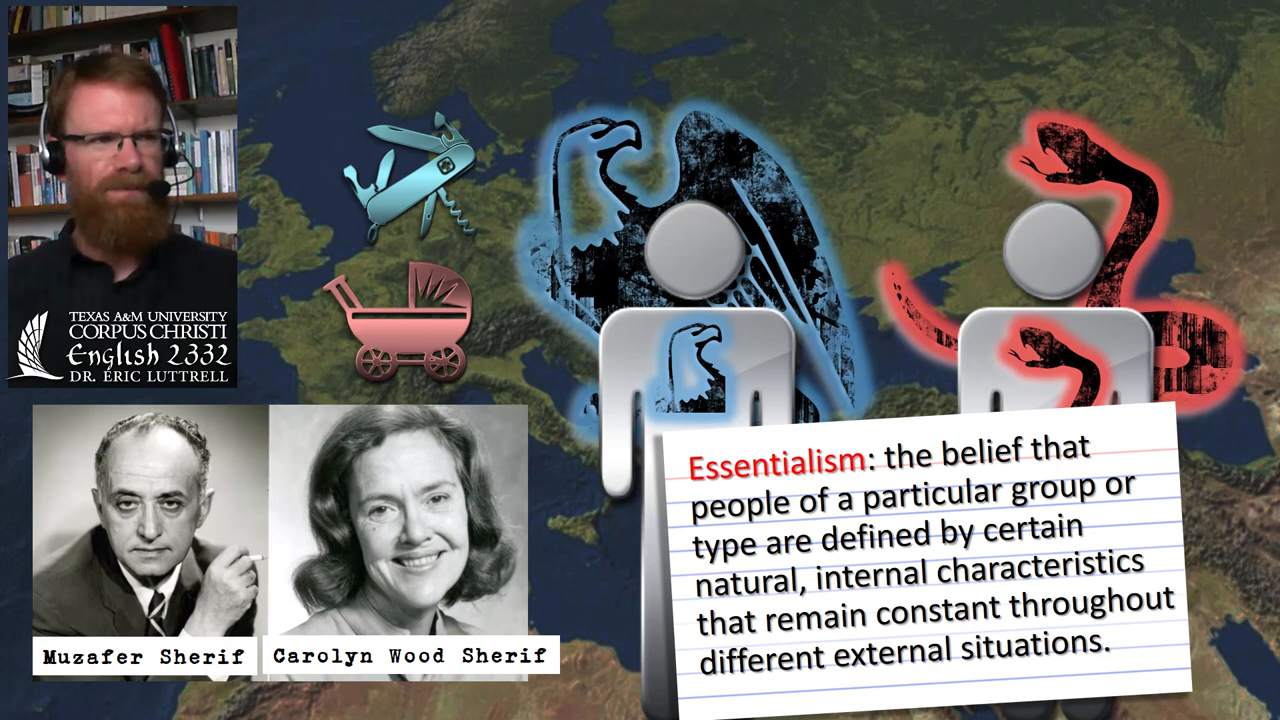 TEXAS A&M UNIVERSITY
CORPUS CHRISTI
English 2332
DR. ERIC LUTTRELL
Muzafer Sherif
Carolyn Wood Sherif
Essentialism: the belief that
people of a particular group or
type are defined by certain
natural, internal characteristics
that remain constant throughout
different external situations.